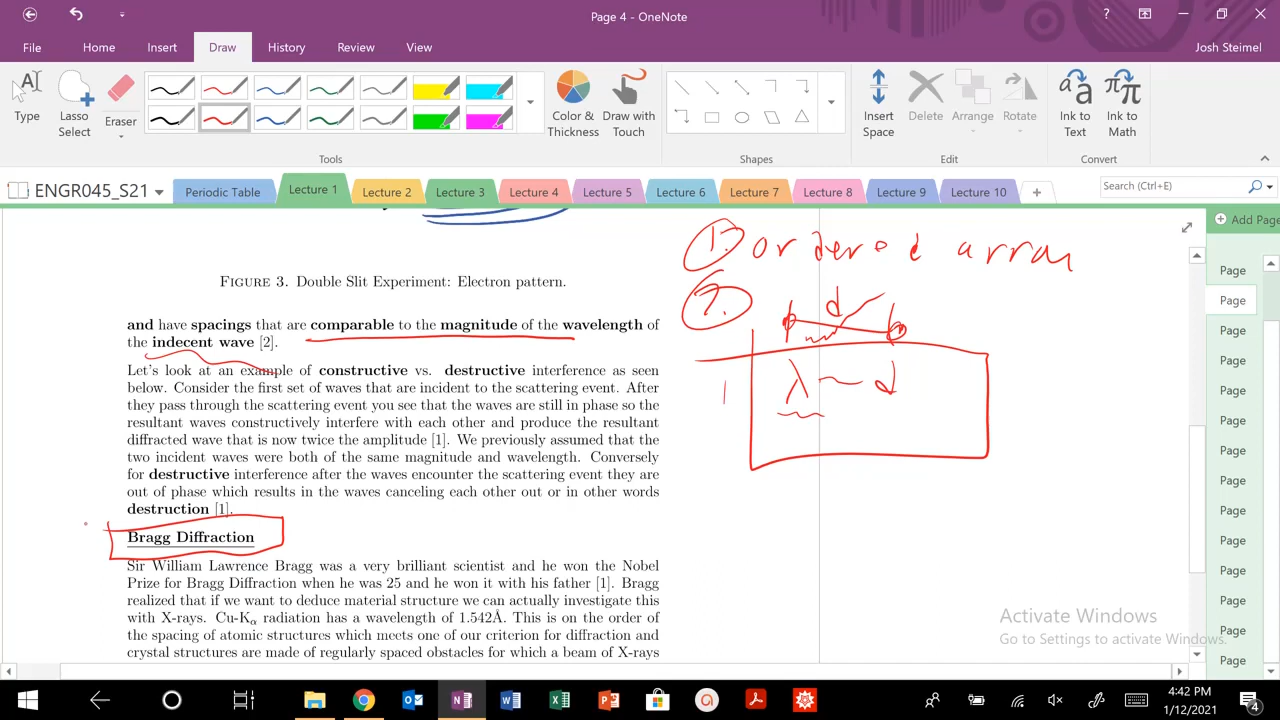 Page 4 - OneNote
?
File
Home
Insert
Draw
History
Review
View
Josh Steimel
Type
Lasso Select
Eraser
Color & Thickness
Draw with Touch
Insert Space
Delete
Arrange
Rotate
Ink to Text
Ink to Math
Tools
Shapes
Edit
Convert
ENGR045_S21
Periodic Table
Lecture 1
Lecture 2
Lecture 3
Lecture 4
Lecture 5
Lecture 6
Lecture 7
Lecture 8
Lecture 9
Lecture 10
Search (Ctrl+E)
Add Page
Page
Page
Page
Page
Page
Page
Page
Page
Page
Page
Page
Page
Page
Page
FIGURE 3. Double Slit Experiment: Electron pattern.
and have spacings that are comparable to the magnitude of the wavelength of
the indecent wave [2].
Let's look at an example of constructive vs. destructive interference as seen
below. Consider the first set of waves that are incident to the scattering event. After
they pass through the scattering event you see that the waves are still in phase so the
resultant waves constructively interfere with each other and produce the resultant
diffracted wave that is now twice the amplitude [1]. We previously assumed that the
two incident waves were both of the same magnitude and wavelength. Conversely
for destructive interference after the waves encounter the scattering event they are
out of phase which results in the waves canceling each other out or in other words
destruction [1].
Bragg Diffraction
Sir William Lawrence Bragg was a very brilliant scientist and he won the Nobel
Prize for Bragg Diffraction when he was 25 and he won it with his father [1]. Bragg
realized that if we want to deduce material structure we can actually investigate this
with X-rays. Cu-Kα radiation has a wavelength of 1.542Å. This is on the order of
the spacing of atomic structures which meets one of our criterion for diffraction and
crystal structures are made of regularly spaced obstacles for which a beam of X-rays
1. ordered array
2.
d
λ ~ d
Activate Windows
Go to Settings to activate Windows.
4:42 PM
1/12/2021
4